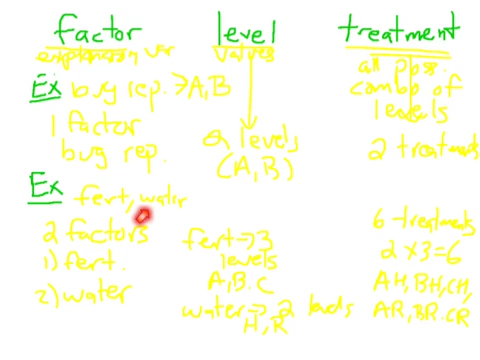 factor level treatment
explanatory var values all poss.
combo of
levels
Ex bug rep. → A, B
1 factor
bug rep.
2 levels
(A, B)
2 treatments
Ex fert, water
2 factors
1) fert.
2) water
fert → 3
levels
A, B, C
water → 2 levels
H, R
6 treatments
2 x 3 = 6
AH, BH, CH,
AR, BR, CR